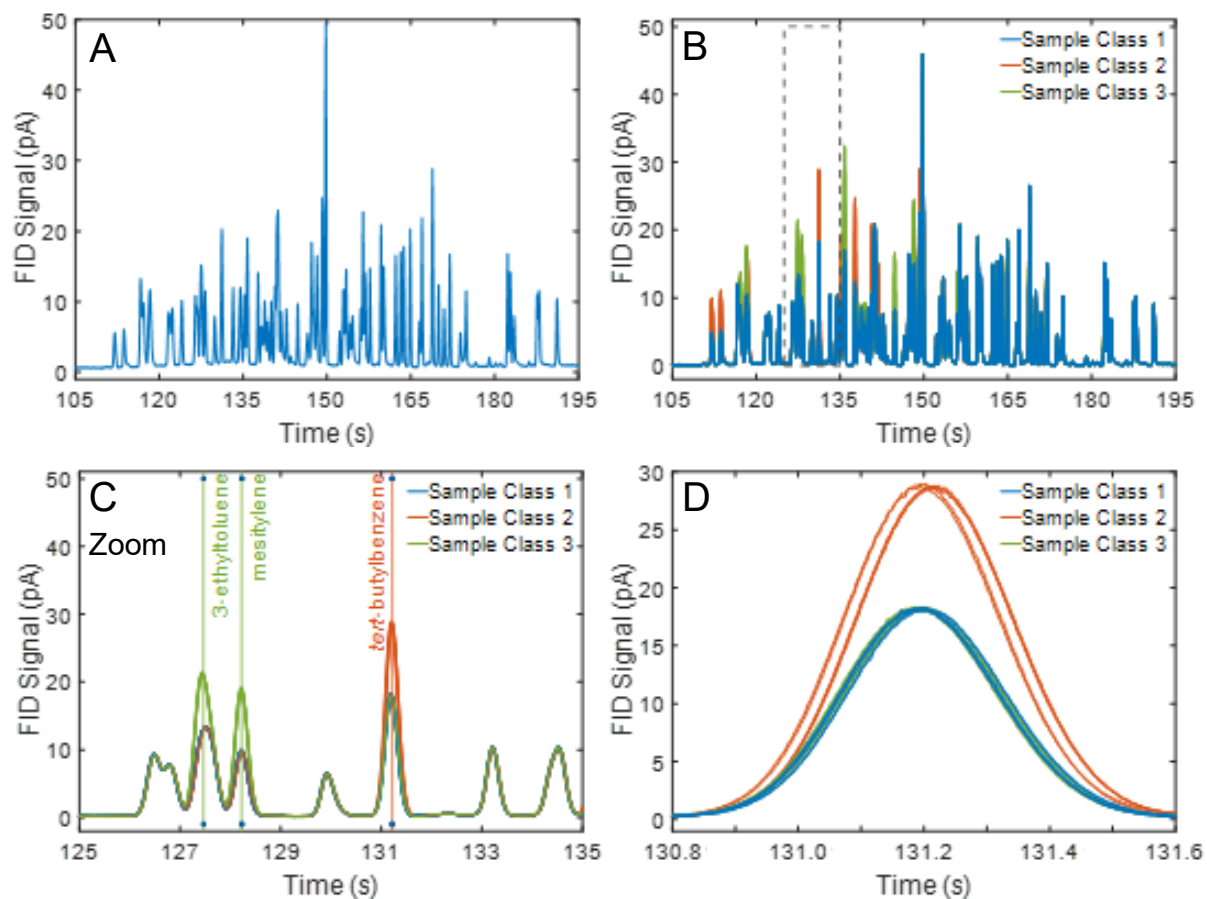 A
50
40
30
20
10
0
FID Signal (pA)
105 120 135 150 165 180 195
Time (s)
B
Sample Class 1
Sample Class 2
Sample Class 3
50
40
30
20
10
0
FID Signal (pA)
105 120 135 150 165 180 195
Time (s)
C
Zoom
3-ethyltoluene
mesitylene
tert-butylbenzene
Sample Class 1
Sample Class 2
Sample Class 3
50
40
30
20
10
0
FID Signal (pA)
125 127 129 131 133 135
Time (s)
D
Sample Class 1
Sample Class 2
Sample Class 3
30
25
20
15
10
5
0
FID Signal (pA)
130.8 131.0 131.2 131.4 131.6
Time (s)